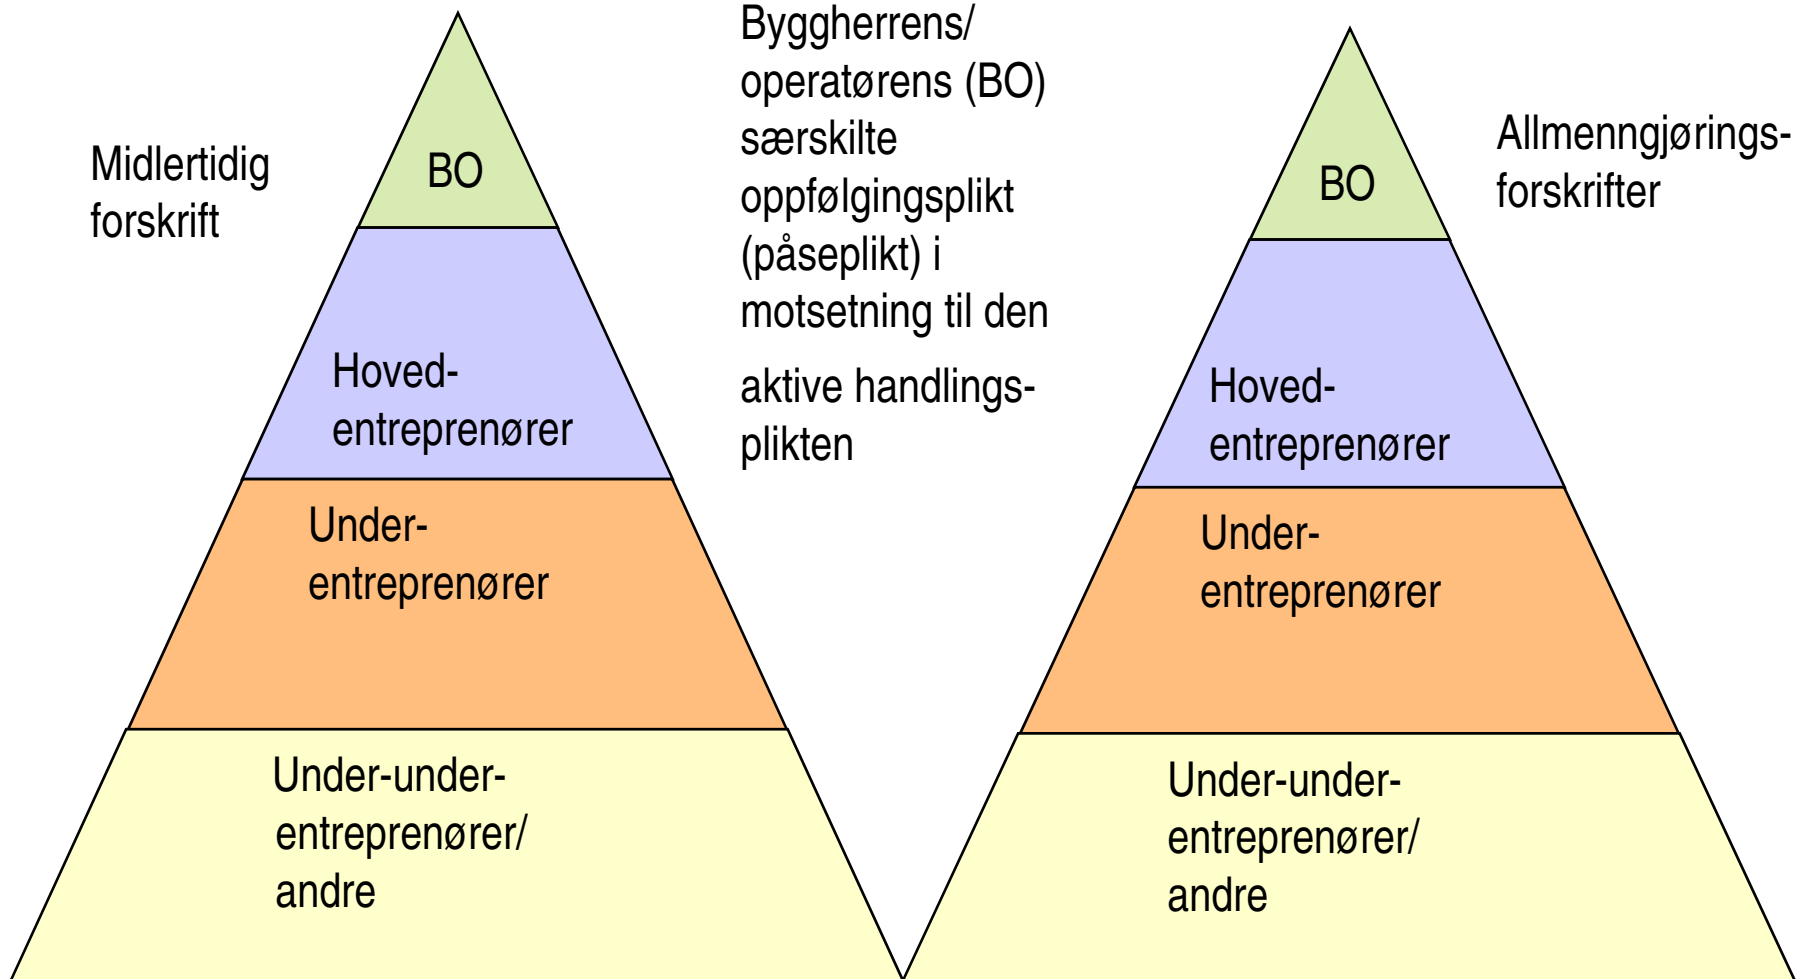 Midlertidig
forskrift
BO
Hoved-
entreprenører
Under-
entreprenører
Under-under-
entreprenører/
andre
Byggherrens/
operatørens (BO)
særskilte
oppfølgingsplikt
(påseplikt) i
motsetning til den
aktive handlings-
plikten
BO
Hoved-
entreprenører
Under-
entreprenører
Under-under-
entreprenører/
andre
Allmenngjørings-
forskrifter